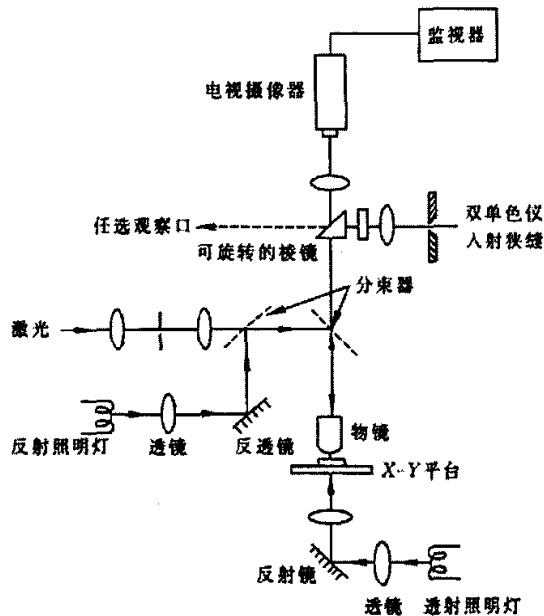 监视器
电视摄像器
任选观察口
可旋转的棱镜
双单色仪
入射狭缝
分束器
激光
反射照明灯
透镜
反透镜
物镜
X-Y平台
反射镜
透镜
透射照明灯